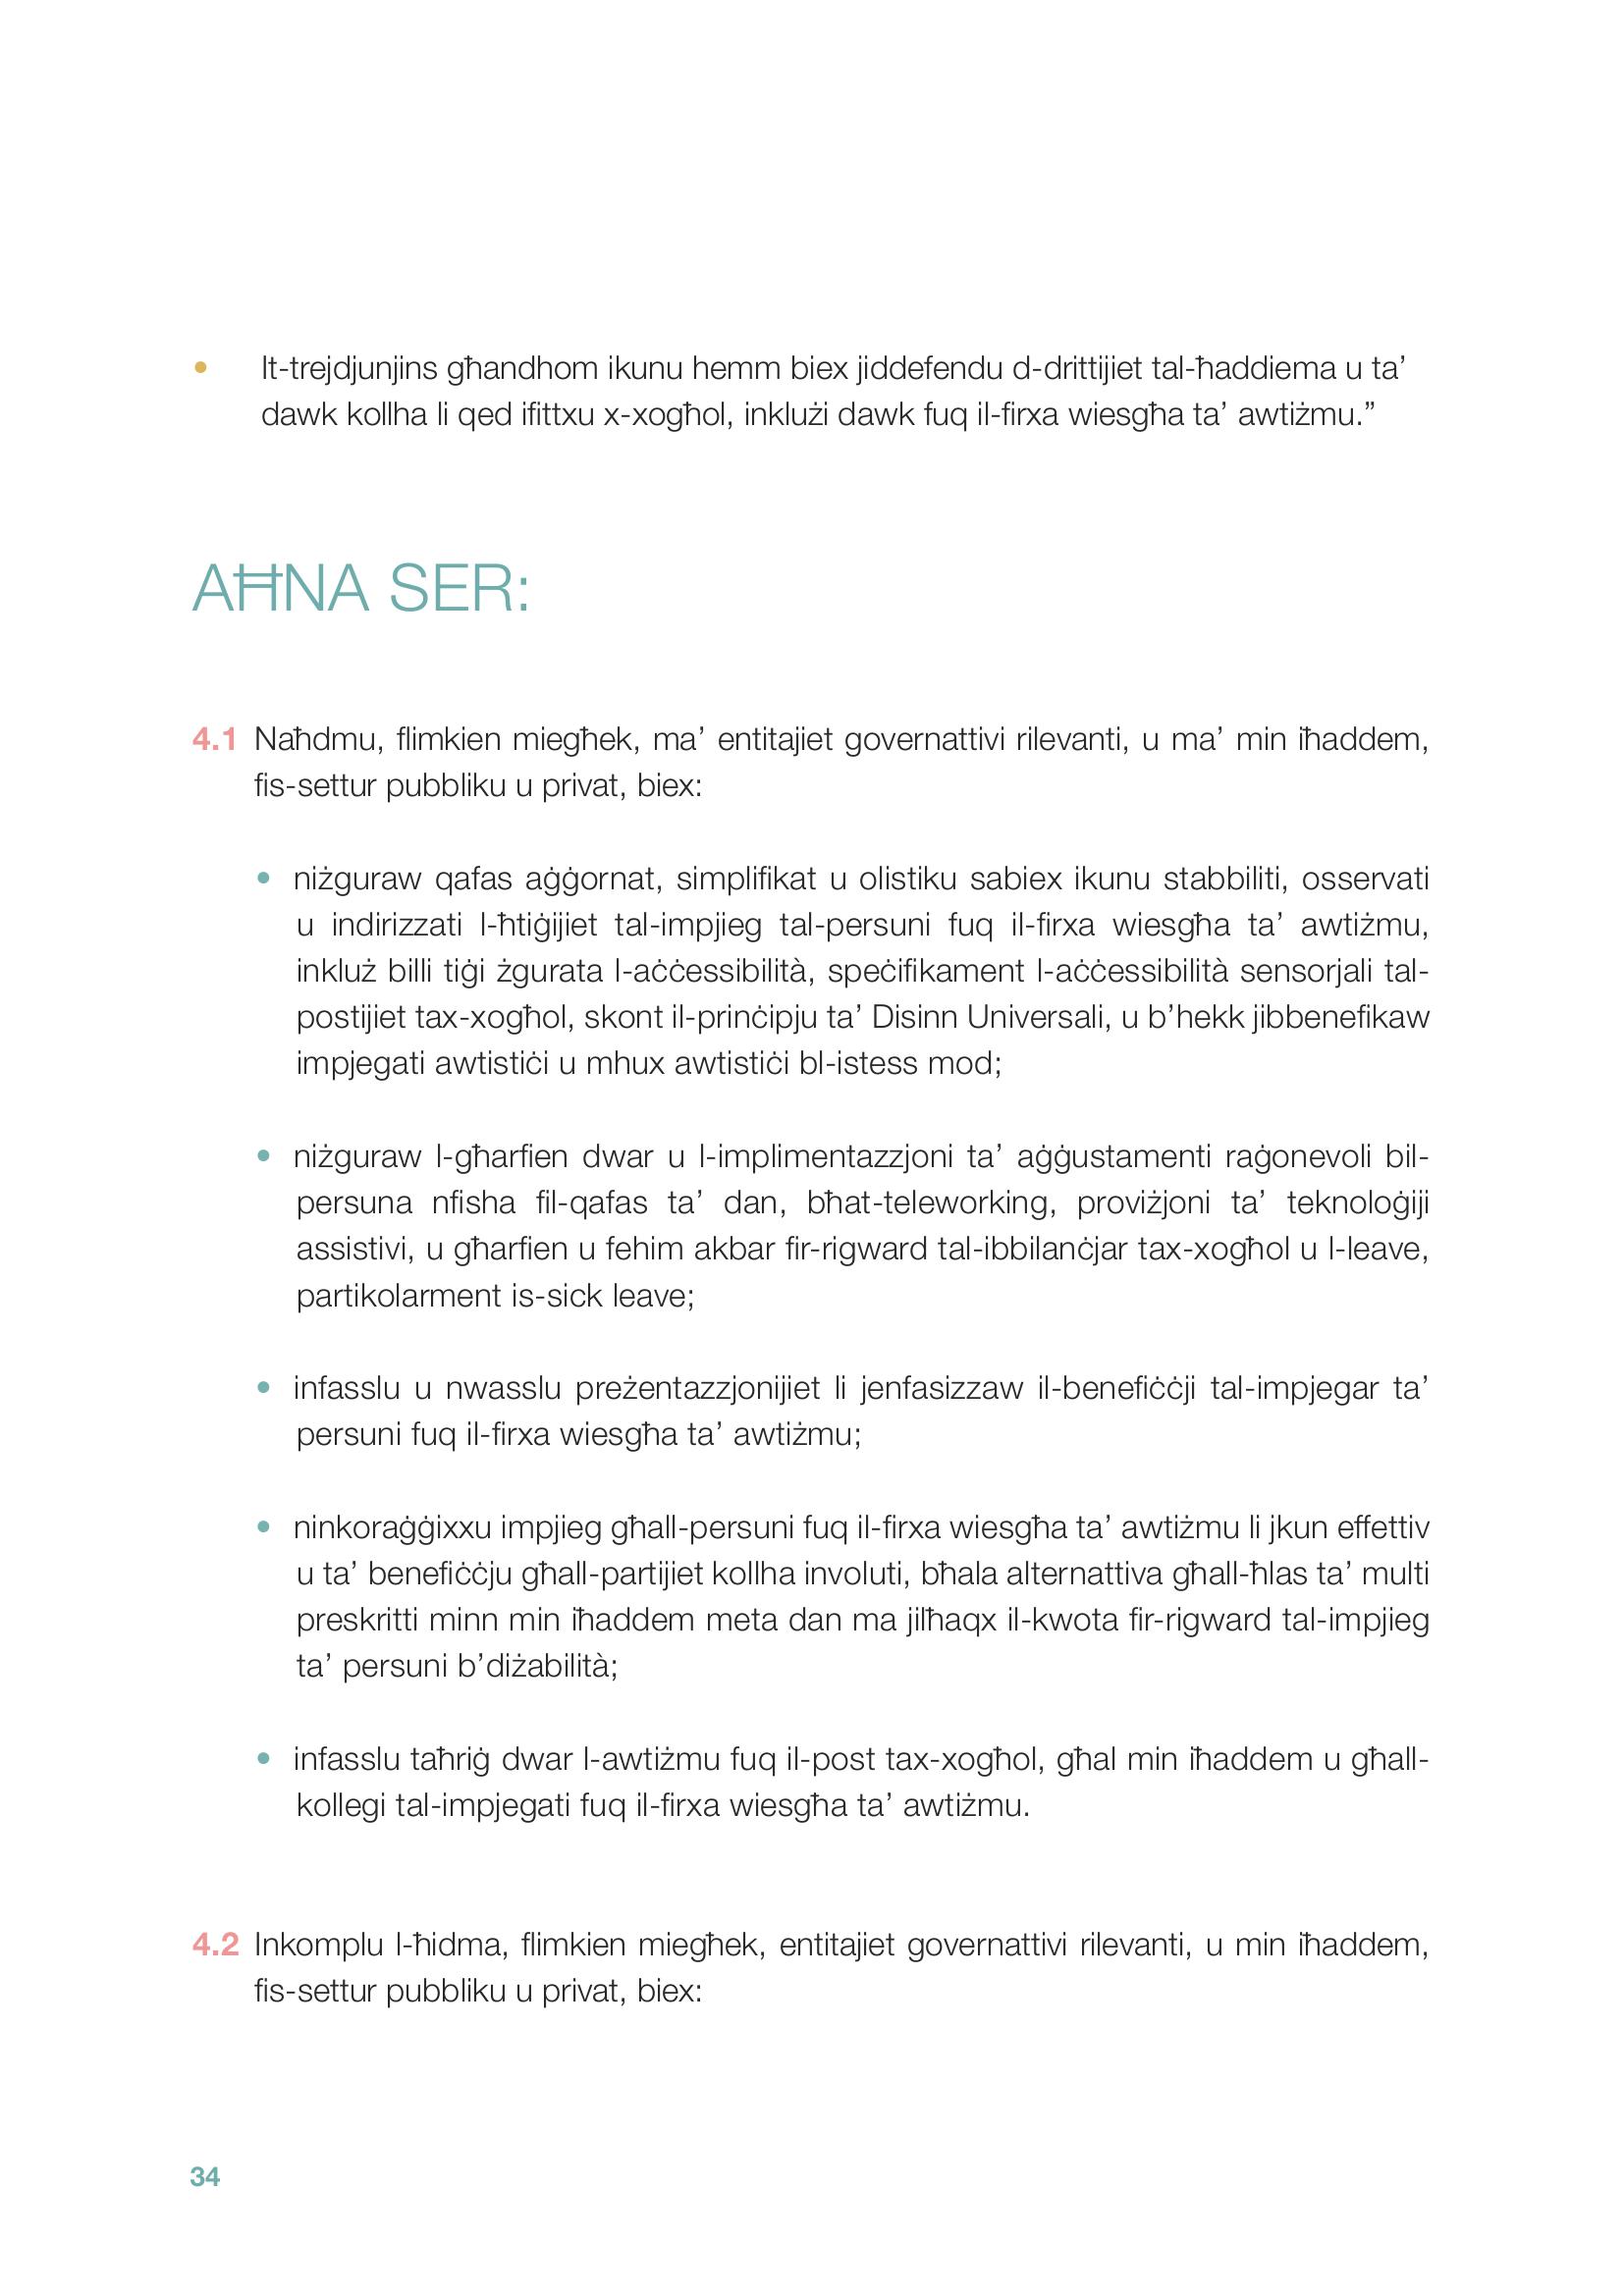 • It-trejdjunjins għandhom ikunu hemm biex jiddefendu d-drittijiet tal-ħaddiema u ta’
dawk kollha li qed ifittxu x-xogħol, inklużi dawk fuq il-firxa wiesgħa ta’ awtiżmu.”
AĦNA SER:
4.1 Naħdmu, flimkien miegħek, ma’ entitajiet governattivi rilevanti, u ma’ min iħaddem,
fis-settur pubbliku u privat, biex:
• niżguraw qafas aġġornat, simplifikat u olistiku sabiex ikunu stabbiliti, osservati
u indirizzati l-ħtiġijiet tal-impjieg tal-persuni fuq il-firxa wiesgħa ta’ awtiżmu,
inkluż billi tiġi żgurata l-aċċessibilità, speċifikament l-aċċessibilità sensorjali tal-
postijiet tax-xogħol, skont il-prinċipju ta’ Disinn Universali, u b’hekk jibbenefikaw
impjegati awtistiċi u mhux awtistiċi bl-istess mod;
• niżguraw l-għarfien dwar u l-implimentazzjoni ta’ aġġustamenti raġonevoli bil-
persuna nfisha fil-qafas ta’ dan, bħat-teleworking, proviżjoni ta’ teknoloġiji
assistivi, u għarfien u fehim akbar fir-rigward tal-ibbilanċjar tax-xogħol u l-leave,
partikolarment is-sick leave;
• infasslu u nwasslu preżentazzjonijiet li jenfasizzaw il-benefiċċji tal-impjegar ta’
persuni fuq il-firxa wiesgħa ta’ awtiżmu;
• ninkoraġġixxu impjieg għall-persuni fuq il-firxa wiesgħa ta’ awtiżmu li jkun effettiv
u ta’ benefiċċju għall-partijiet kollha involuti, bħala alternattiva għall-ħlas ta’ multi
preskritti minn min iħaddem meta dan ma jilħaqx il-kwota fir-rigward tal-impjieg
ta’ persuni b’diżabilità;
• infasslu taħriġ dwar l-awtiżmu fuq il-post tax-xogħol, għal min iħaddem u għall-
kollegi tal-impjegati fuq il-firxa wiesgħa ta’ awtiżmu.
4.2 Inkomplu l-ħidma, flimkien miegħek, entitajiet governattivi rilevanti, u min iħaddem,
fis-settur pubbliku u privat, biex:
34